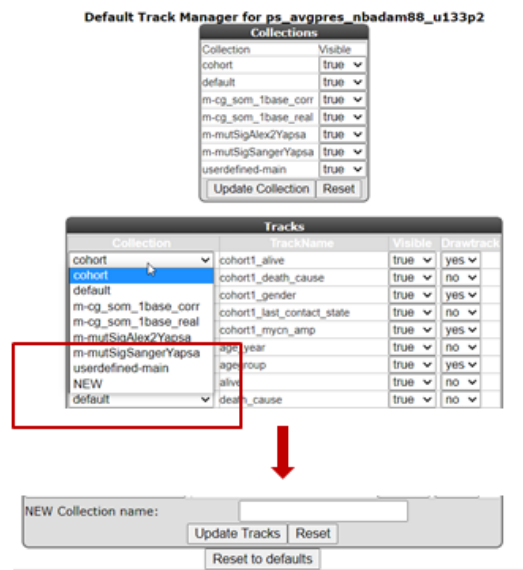 Default Track Manager for ps_avgpres_nbadam88_u133p2
Collections
Collection Visible
cohort true
default true
m-cg_som_1base_corr true
m-cg_som_1base_real true
m-mutSigAlex2Yapsa true
m-mutSigSangerYapsa true
userdefined-main true
Update Collection Reset
Tracks
Collection TrackName Visible Drawtrack
cohort cohort1_alive true yes
cohort cohort1_death_cause true no
default cohort1_gender true yes
m-cg_som_1base_corr cohort1_last_contact_state true no
m-cg_som_1base_real cohort1_mycn_amp true yes
m-mutSigAlex2Yapsa age_year true no
m-mutSigSangerYapsa agegroup true yes
userdefined-main
NEW alive true no
default death_cause true no
NEW Collection name:
Update Tracks Reset
Reset to defaults